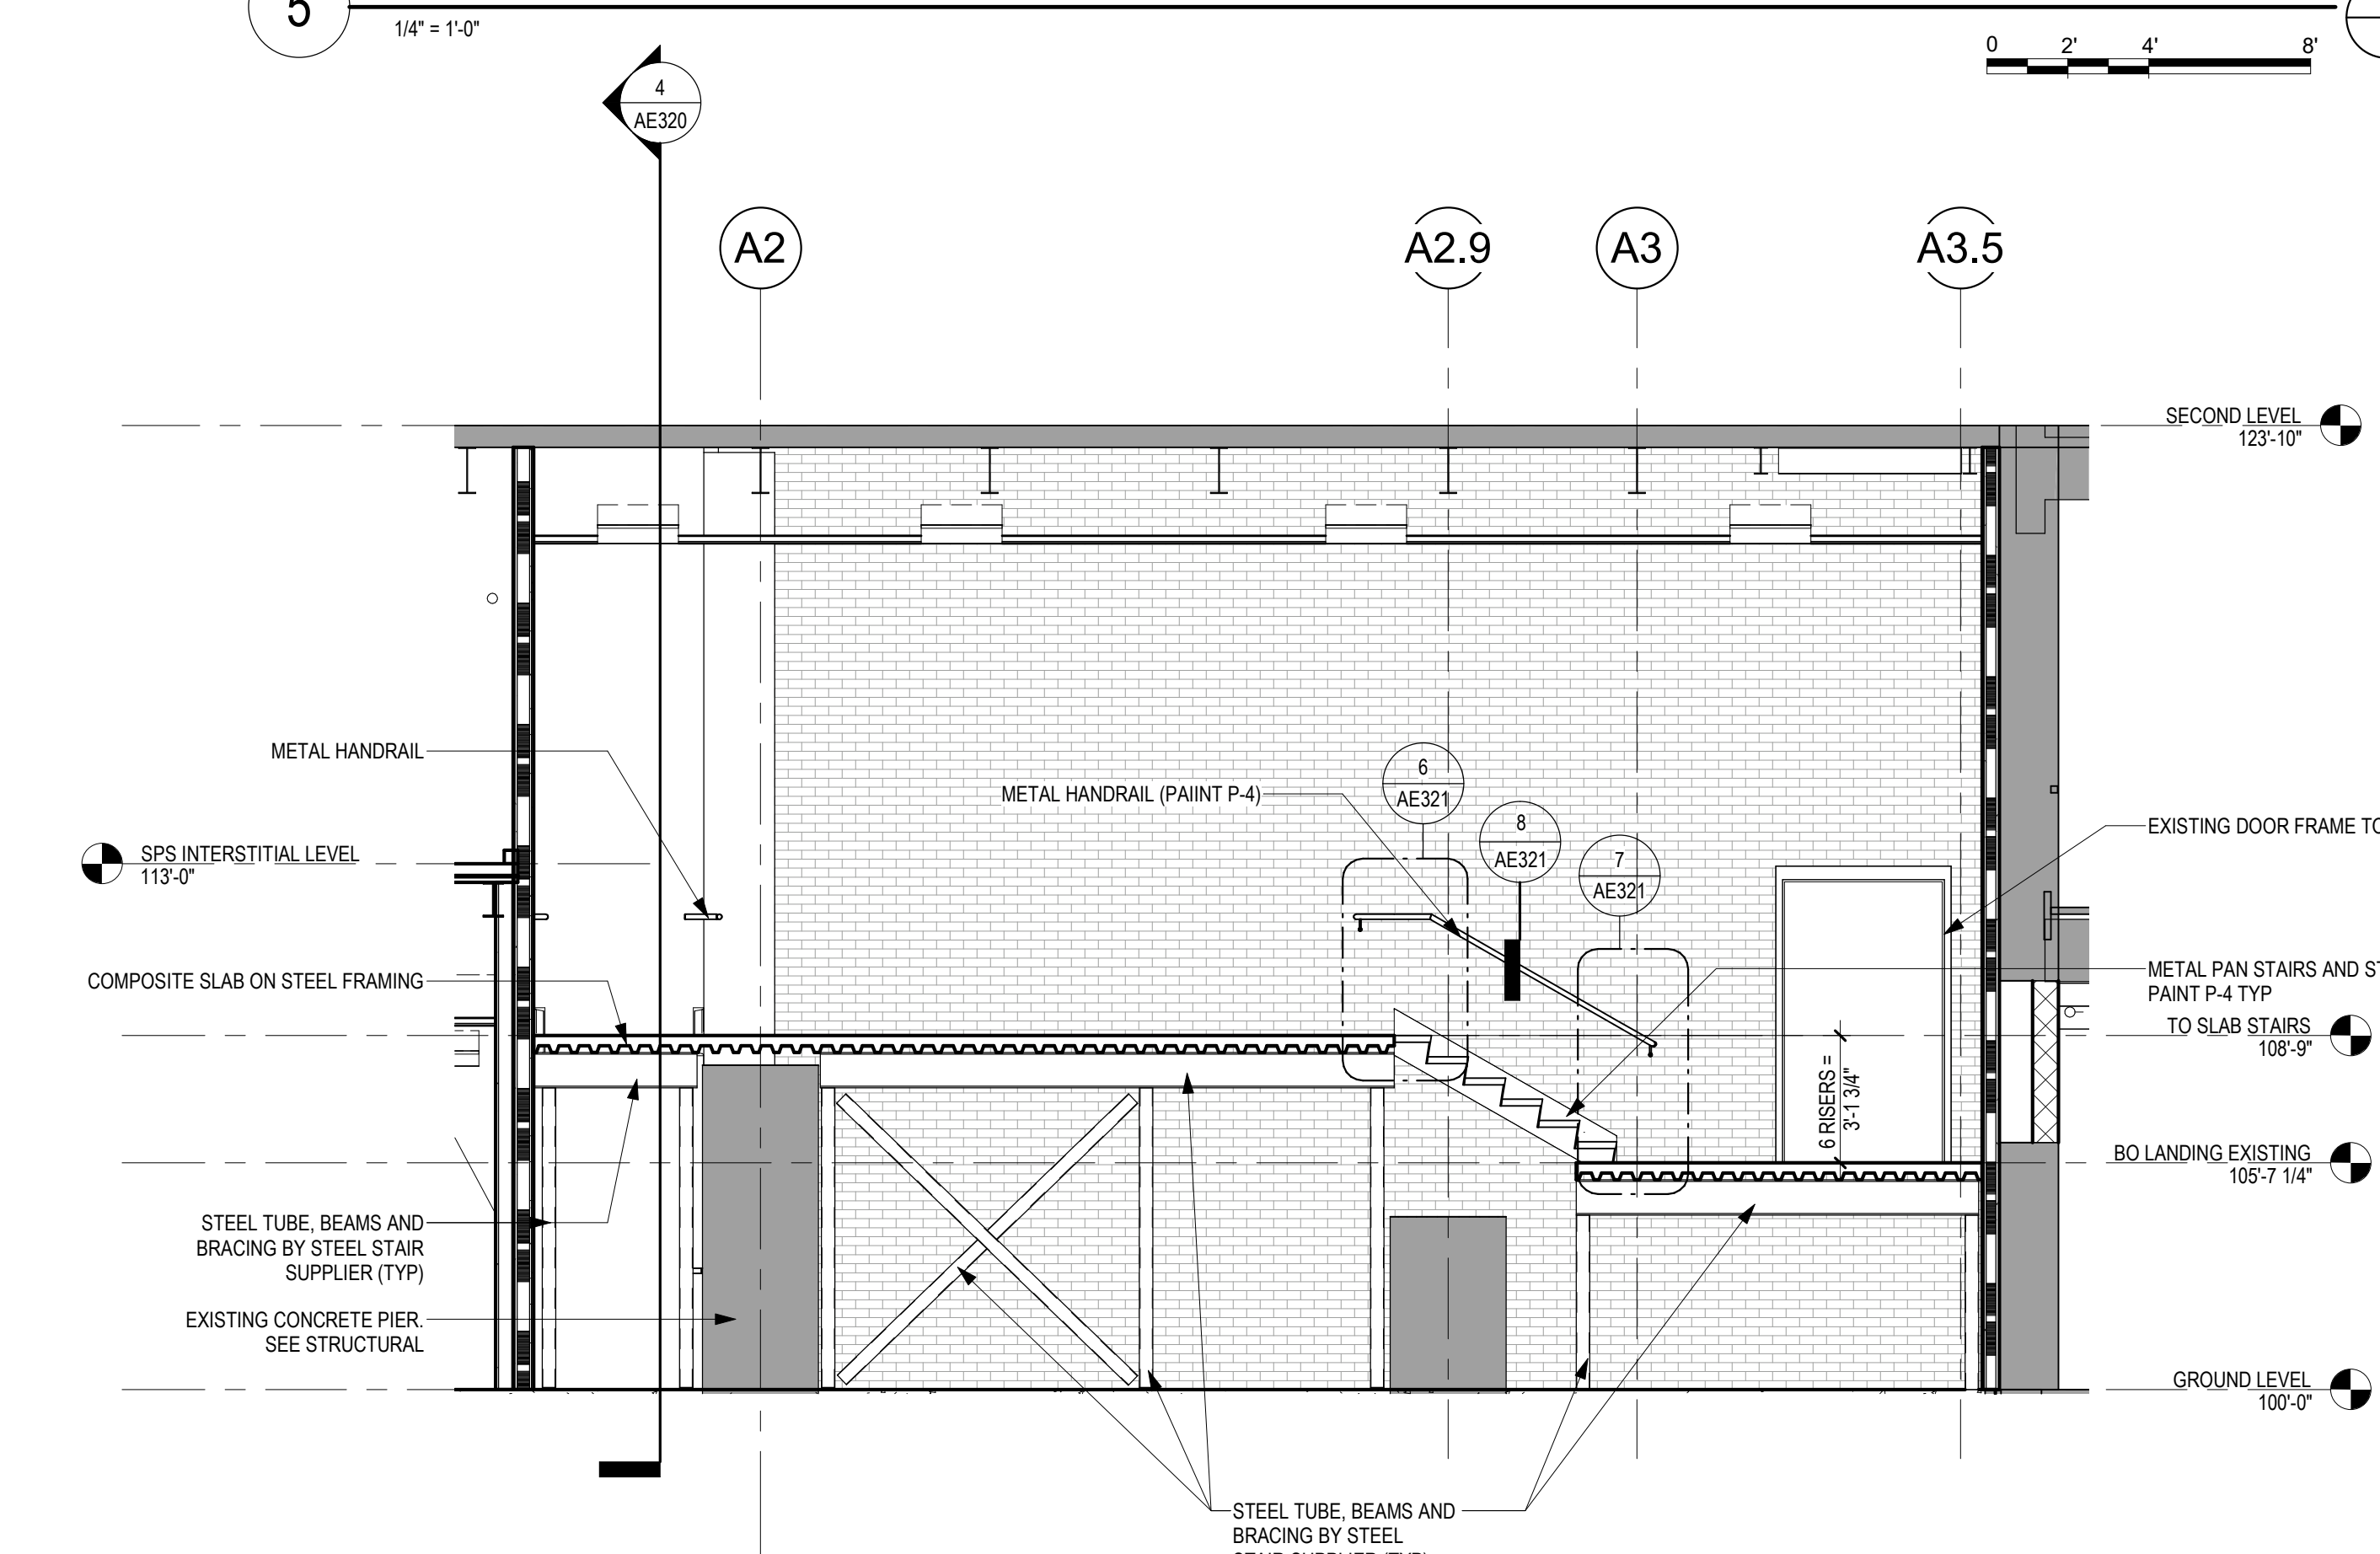 5
1/4" = 1'-0"
0 2' 4' 8'
4
AE320
A2
A2.9
A3
A3.5
SECOND LEVEL
123'-10"
METAL HANDRAIL
METAL HANDRAIL (PAIINT P-4)
6
AE321
8
AE321
7
AE321
EXISTING DOOR FRAME TO
SPS INTERSTITIAL LEVEL
113'-0"
COMPOSITE SLAB ON STEEL FRAMING
METAL PAN STAIRS AND ST
PAINT P-4 TYP
TO SLAB STAIRS
108'-9"
6 RISERS =
3'-1 3/4"
BO LANDING EXISTING
105'-7 1/4"
STEEL TUBE, BEAMS AND
BRACING BY STEEL STAIR
SUPPLIER (TYP)
EXISTING CONCRETE PIER.
SEE STRUCTURAL
GROUND LEVEL
100'-0"
STEEL TUBE, BEAMS AND
BRACING BY STEEL
STAIR SUPPLIER (TYP)